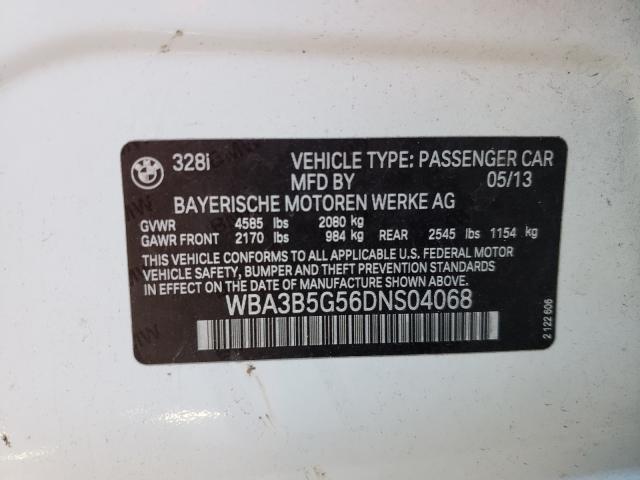 328i VEHICLE TYPE: PASSENGER CAR
MFD BY 05/13
BAYERISCHE MOTOREN WERKE AG
GVWR 4585 lbs 2080 kg
GAWR FRONT 2170 lbs 984 kg REAR 2545 lbs 1154 kg
THIS VEHICLE CONFORMS TO ALL APPLICABLE U.S. FEDERAL MOTOR
VEHICLE SAFETY, BUMPER AND THEFT PREVENTION STANDARDS IN
EFFECT ON THE DATE OF MANUFACTURE SHOWN ABOVE.
WBA3B5G56DNS04068
2 122 606